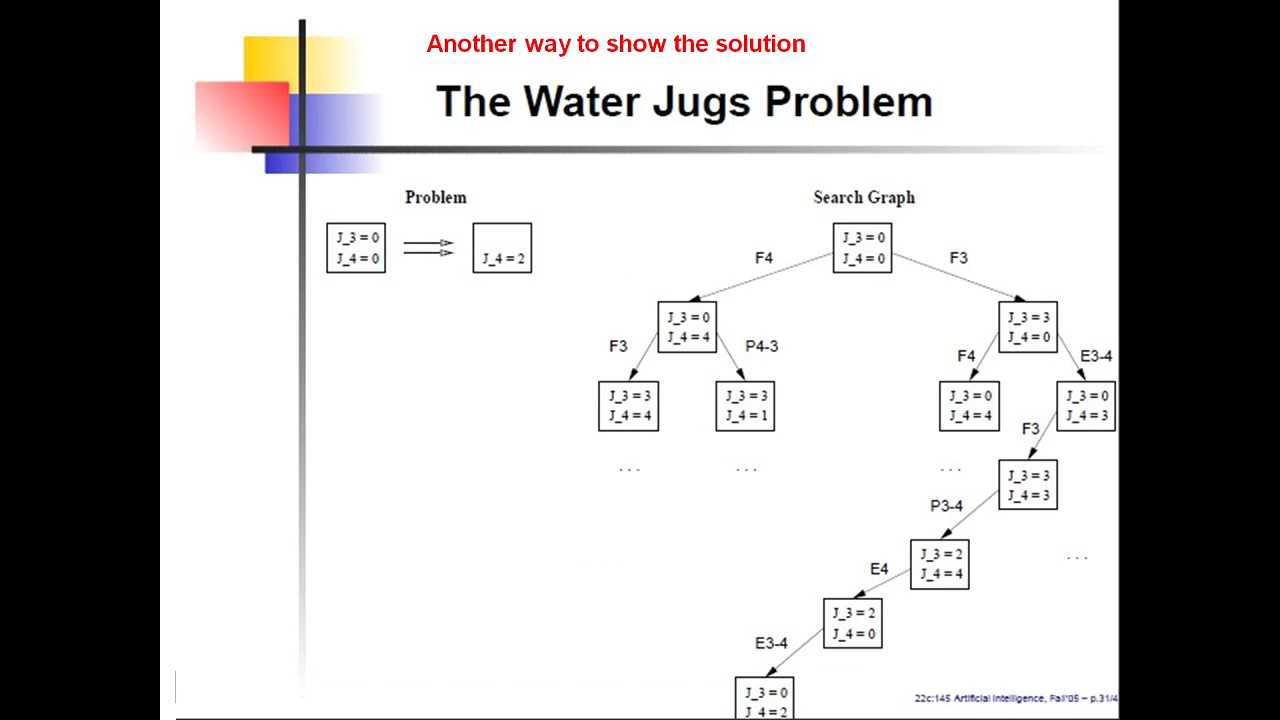 Another way to show the solution
The Water Jugs Problem
Problem
Search Graph
J_3 = 0
J_4 = 0
J_4 = 2
J_3 = 0
J_4 = 0
F4
F3
J_3 = 0
J_4 = 4
J_3 = 3
J_4 = 0
F3
P4-3
F4
E3-4
J_3 = 3
J_4 = 4
J_3 = 3
J_4 = 1
J_3 = 0
J_4 = 4
J_3 = 0
J_4 = 3
F3
. . .
. . .
. . .
J_3 = 3
J_4 = 3
P3-4
J_3 = 2
J_4 = 4
. . .
E4
J_3 = 2
J_4 = 0
E3-4
J_3 = 0
J_4 = 2
22c:145 Artificial Intelligence, Fall'05 – p.31/4